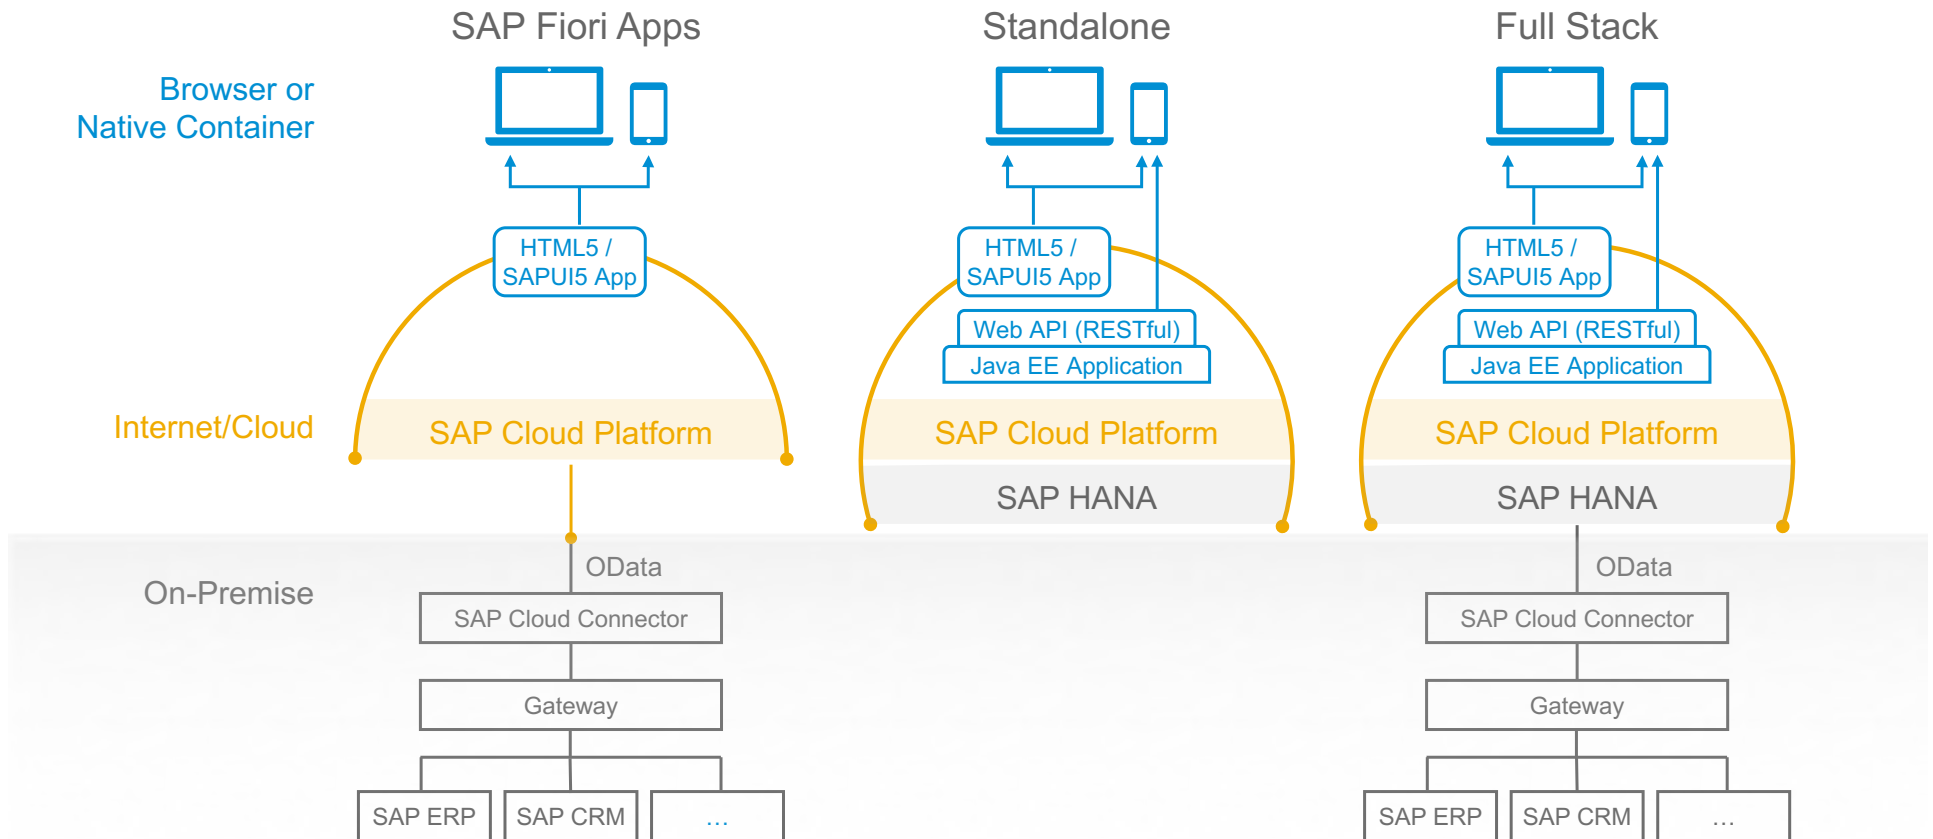 SAP Fiori Apps
Standalone
Full Stack
Browser or
Native Container
HTML5 /
SAPUI5 App
HTML5 /
SAPUI5 App
HTML5 /
SAPUI5 App
Web API (RESTful)
Java EE Application
Web API (RESTful)
Java EE Application
Internet/Cloud
SAP Cloud Platform
SAP Cloud Platform
SAP Cloud Platform
SAP HANA
SAP HANA
On-Premise
OData
OData
SAP Cloud Connector
SAP Cloud Connector
Gateway
Gateway
SAP ERP
SAP CRM
...
SAP ERP
SAP CRM
...